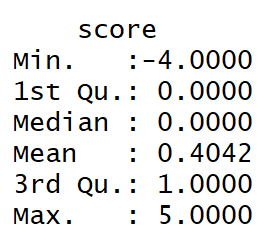 score
Min.   :-4.0000
1st Qu.: 0.0000
Median : 0.0000
Mean   : 0.4042
3rd Qu.: 1.0000
Max.   : 5.0000